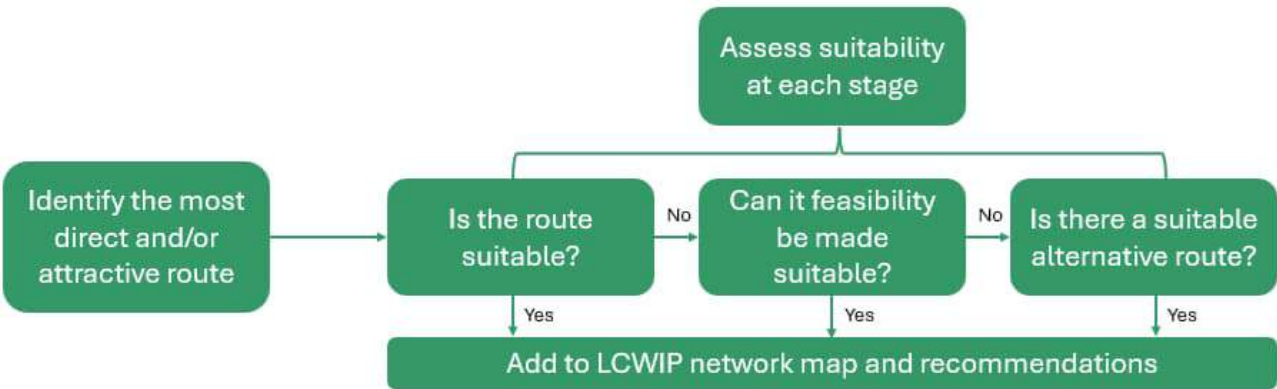 Assess suitability
at each stage
Identify the most
direct and/or
attractive route
Is the route
suitable?
No
Can it feasibility
be made
suitable?
No
Is there a suitable
alternative route?
Yes
Yes
Yes
Add to LCWIP network map and recommendations